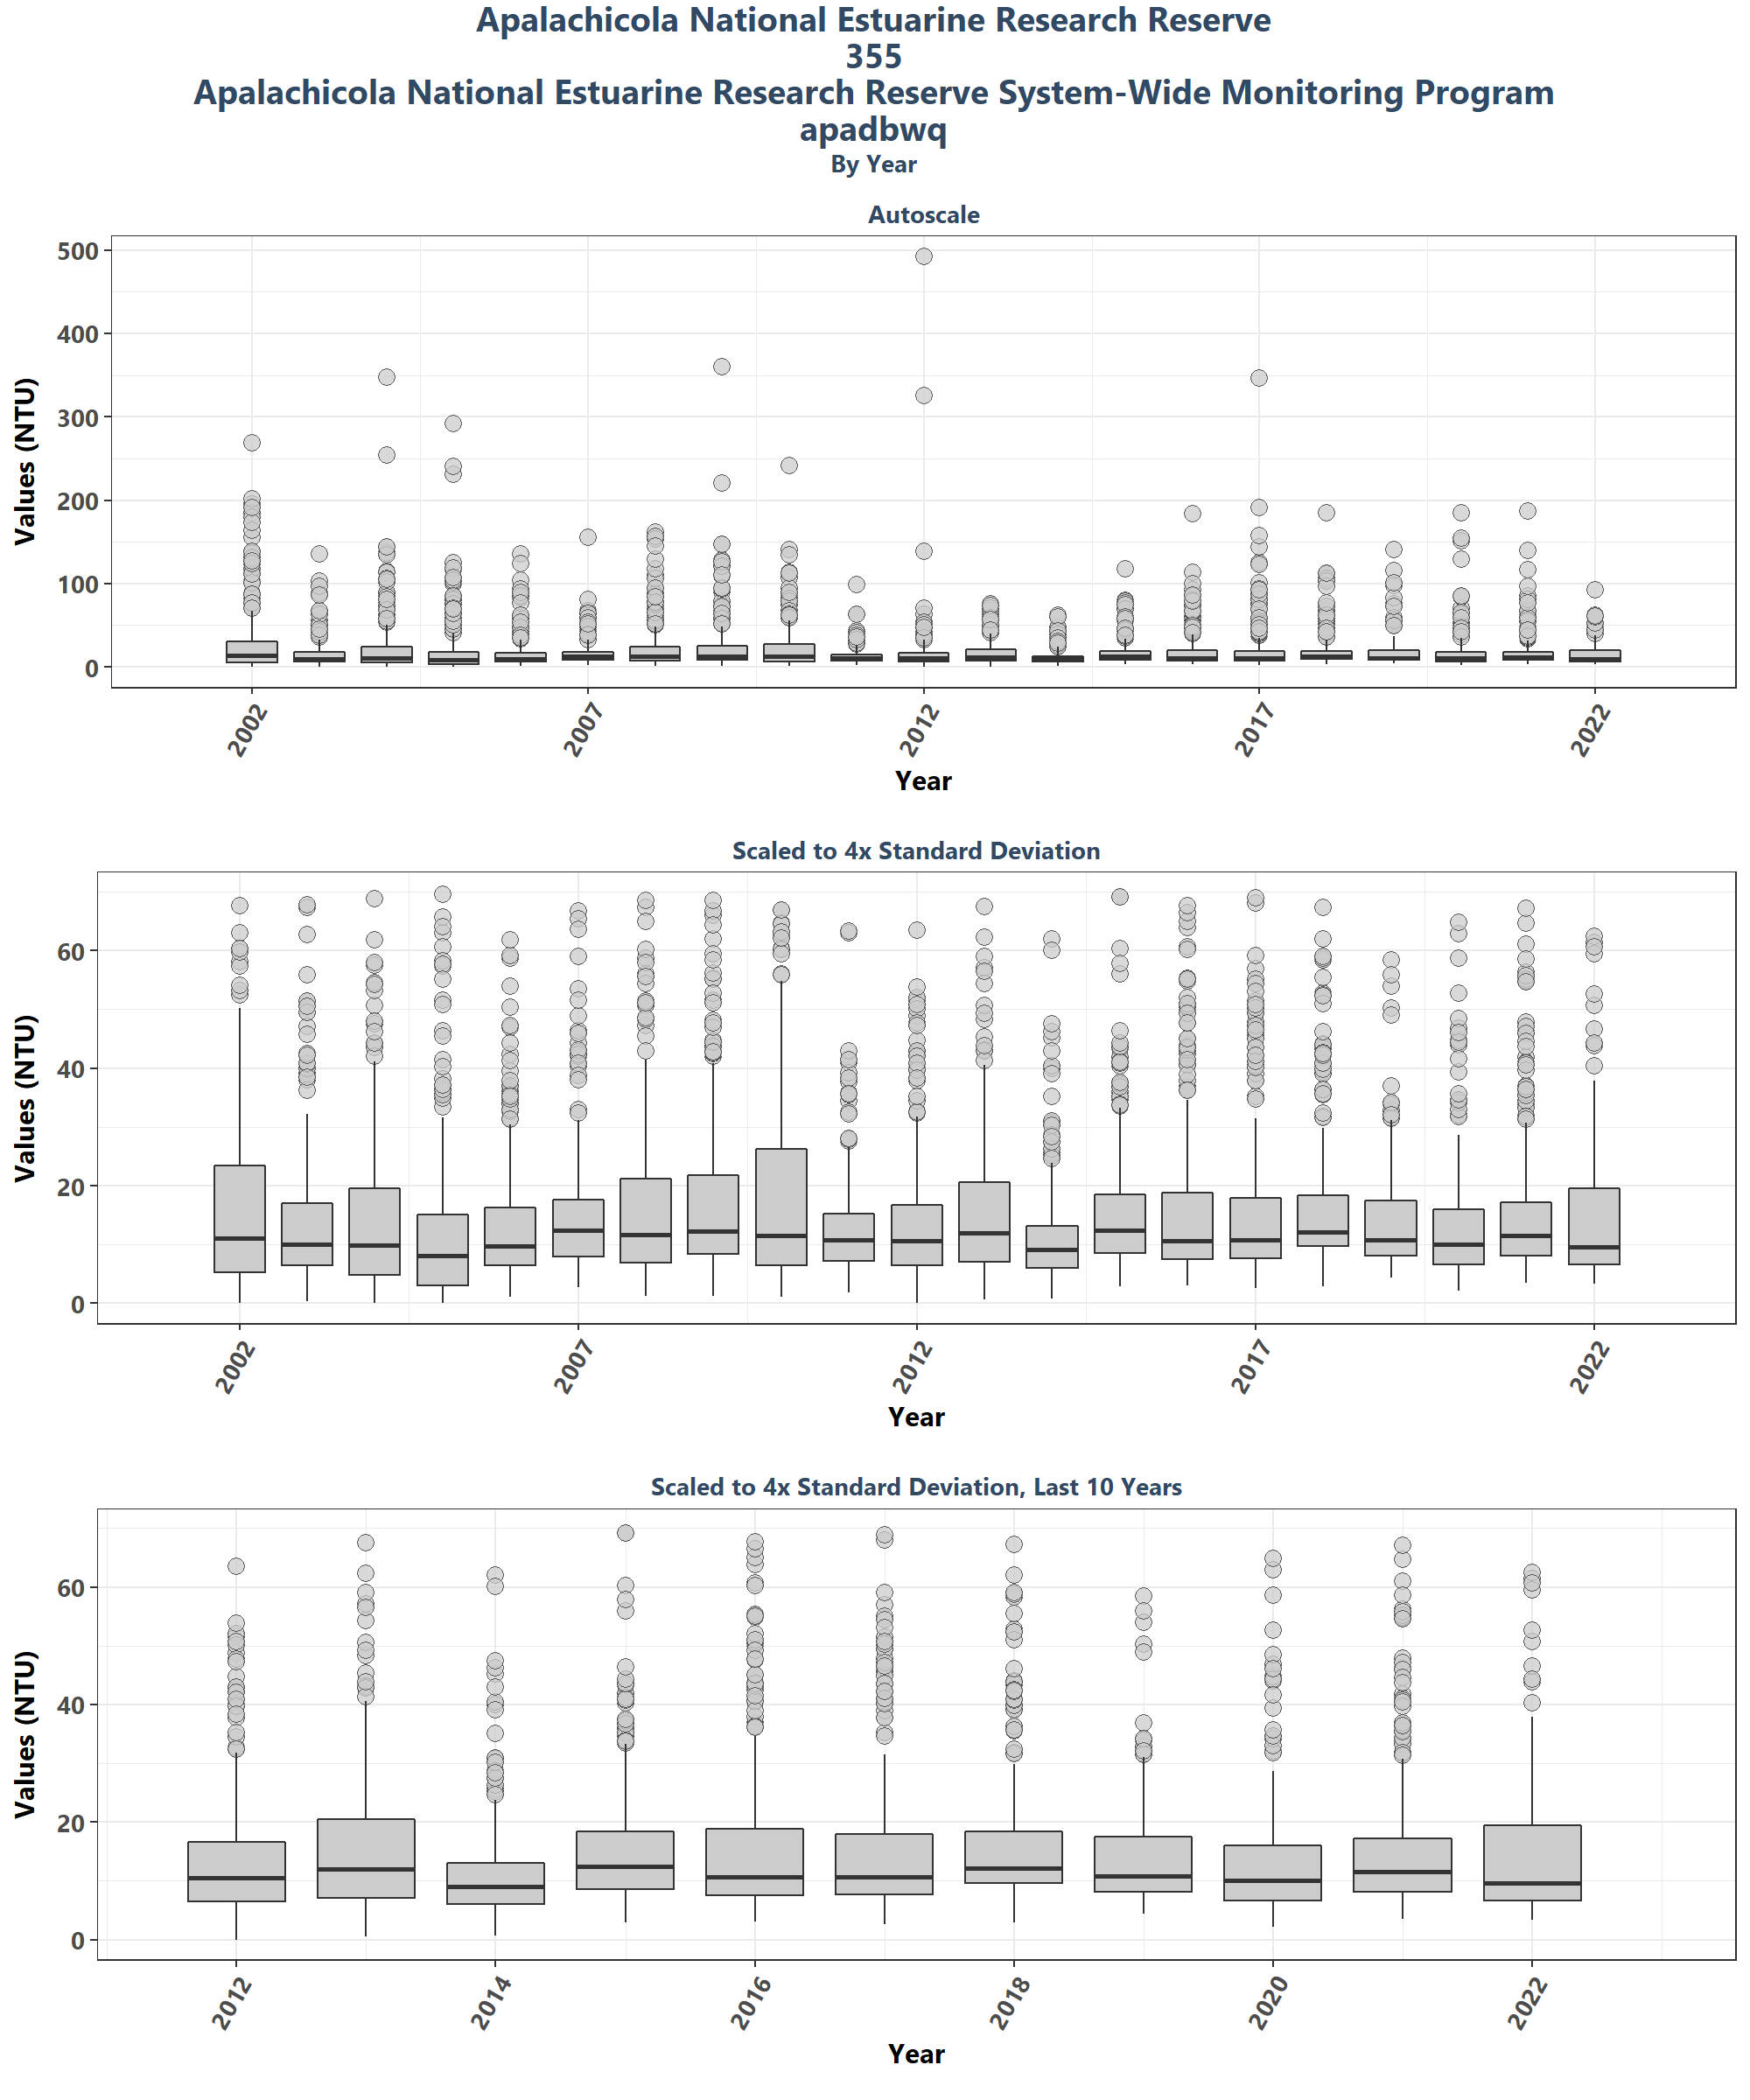 Apalachicola National Estuarine Research Reserve
355
Apalachicola National Estuarine Research Reserve System-Wide Monitoring Program
apadbwq
By Year
Autoscale
Values (NTU)
500
400
300
200
100
0
2002
2007
2012
2017
2022
Year
Scaled to 4x Standard Deviation
Values (NTU)
60
40
20
0
2002
2007
2012
2017
2022
Year
Scaled to 4x Standard Deviation, Last 10 Years
Values (NTU)
60
40
20
0
2012
2014
2016
2018
2020
2022
Year